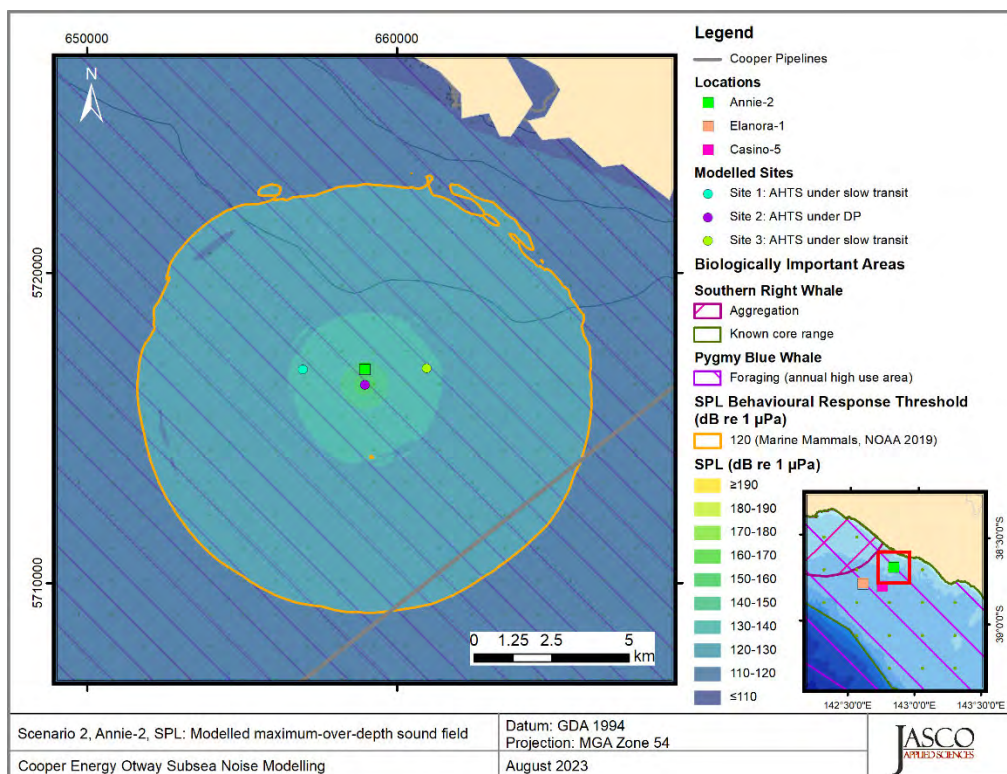 650000
660000
5720000
5710000
N
0 1.25 2.5 5
km
Legend
Cooper Pipelines
Locations
Annie-2
Elanora-1
Casino-5
Modelled Sites
Site 1: AHTS under slow transit
Site 2: AHTS under DP
Site 3: AHTS under slow transit
Biologically Important Areas
Southern Right Whale
Aggregation
Known core range
Pygmy Blue Whale
Foraging (annual high use area)
SPL Behavioural Response Threshold
(dB re 1 µPa)
120 (Marine Mammals, NOAA 2019)
SPL (dB re 1 µPa)
≥190
180-190
170-180
160-170
150-160
140-150
130-140
120-130
110-120
≤110
38°30'0"S
39°0'0"S
142°30'0"E
143°0'0"E
143°30'0"E
Scenario 2, Annie-2, SPL: Modelled maximum-over-depth sound field
Datum: GDA 1994
Projection: MGA Zone 54
Cooper Energy Otway Subsea Noise Modelling
August 2023
JASCO
APPLIED SCIENCES